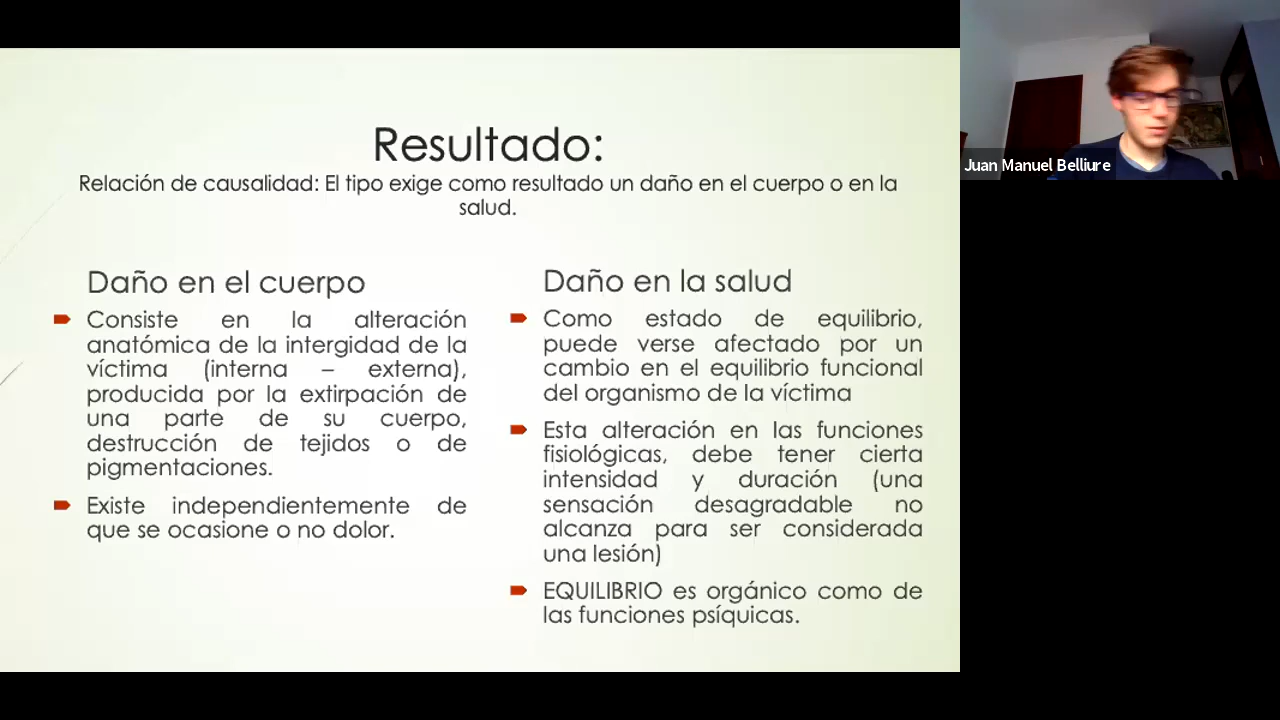 Resultado:
Relación de causalidad: El tipo exige como resultado un daño en el cuerpo o en la
salud.
Daño en el cuerpo
Consiste en la alteración
anatómica de la intergidad de la
víctima (interna – externa),
producida por la extirpación de
una parte de su cuerpo,
destrucción de tejidos o de
pigmentaciones.
Existe independientemente de
que se ocasione o no dolor.
Daño en la salud
Como estado de equilibrio,
puede verse afectado por un
cambio en el equilibrio funcional
del organismo de la víctima
Esta alteración en las funciones
fisiológicas, debe tener cierta
intensidad y duración (una
sensación desagradable no
alcanza para ser considerada
una lesión)
EQUILIBRIO es orgánico como de
las funciones psíquicas.
Juan Manuel Belliure